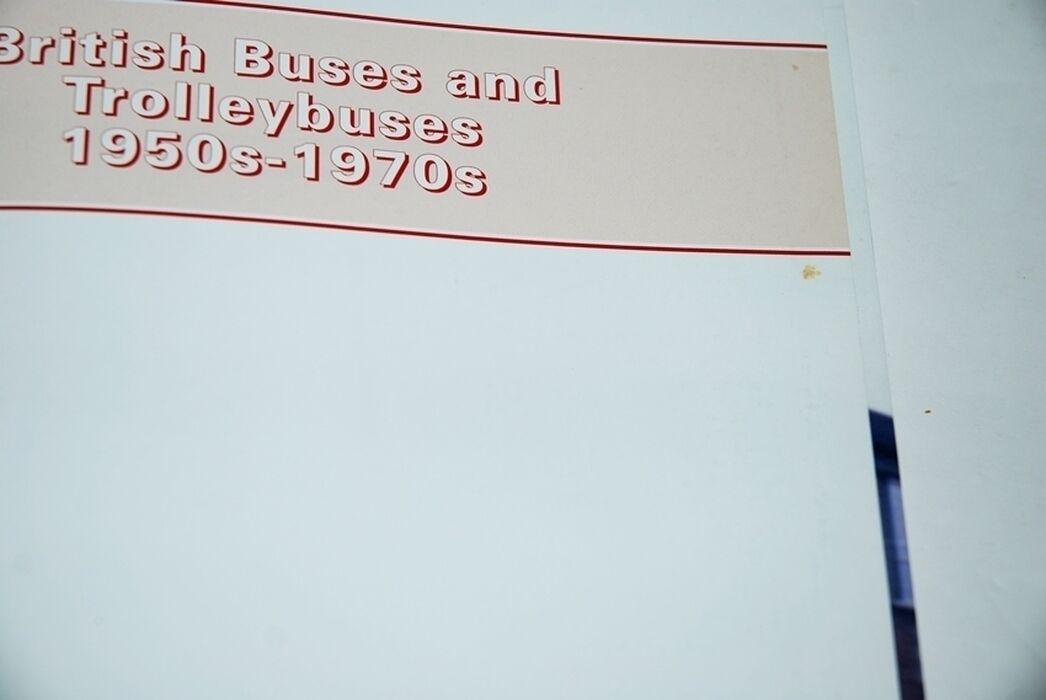 British Buses and
Trolleybuses
1950s-1970s